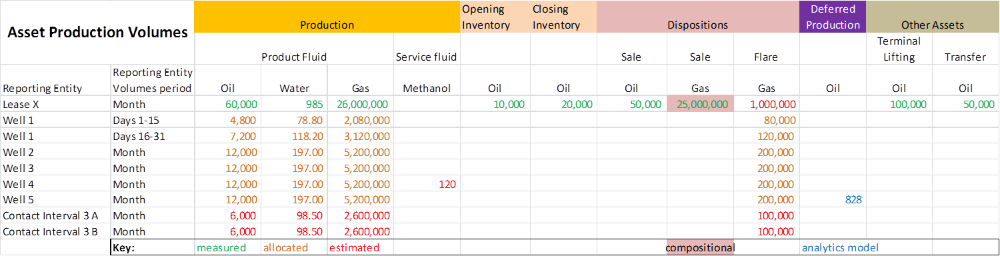 Asset Production Volumes
Production
Opening Inventory
Closing Inventory
Dispositions
Deferred Production
Other Assets
Product Fluid
Service fluid
Sale
Sale
Flare
Terminal Lifting
Transfer
Reporting Entity
Reporting Entity Volumes period
Oil
Water
Gas
Methanol
Oil
Oil
Oil
Gas
Gas
Oil
Oil
Oil
Lease X Month 60,000 985 26,000,000 10,000 20,000 50,000 25,000,000 1,000,000 100,000 50,000
Well 1 Days 1-15 4,800 78.80 2,080,000 80,000
Well 1 Days 16-31 7,200 118.20 3,120,000 120,000
Well 2 Month 12,000 197.00 5,200,000 200,000
Well 3 Month 12,000 197.00 5,200,000 200,000
Well 4 Month 12,000 197.00 5,200,000 120 200,000
Well 5 Month 12,000 197.00 5,200,000 200,000 828
Contact Interval 3 A Month 6,000 98.50 2,600,000 100,000
Contact Interval 3 B Month 6,000 98.50 2,600,000 100,000
Key: measured allocated estimated compositional analytics model